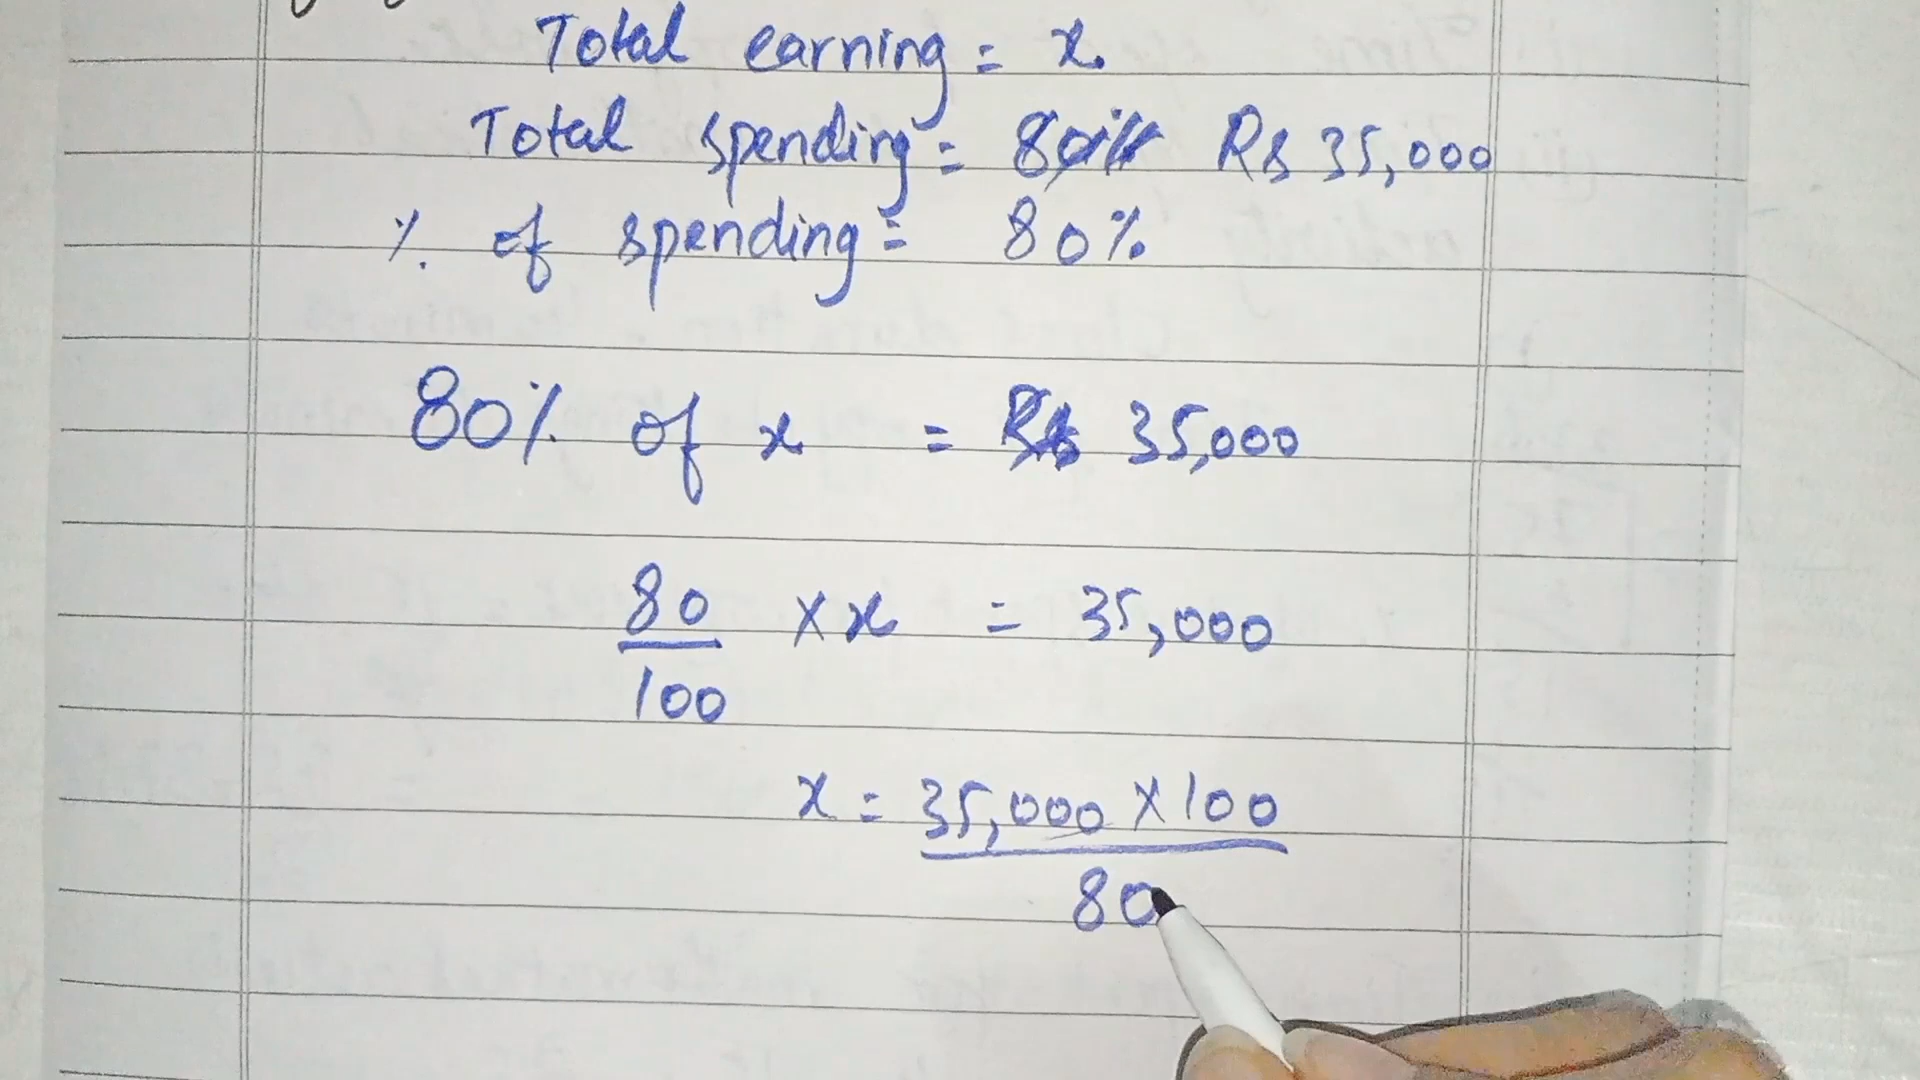 Total earning = x.
Total spending = Rs 35,000
% of spending = 80%
80% of x = 35,000
80
100
× x = 35,000
x = 35,000 × 100
80